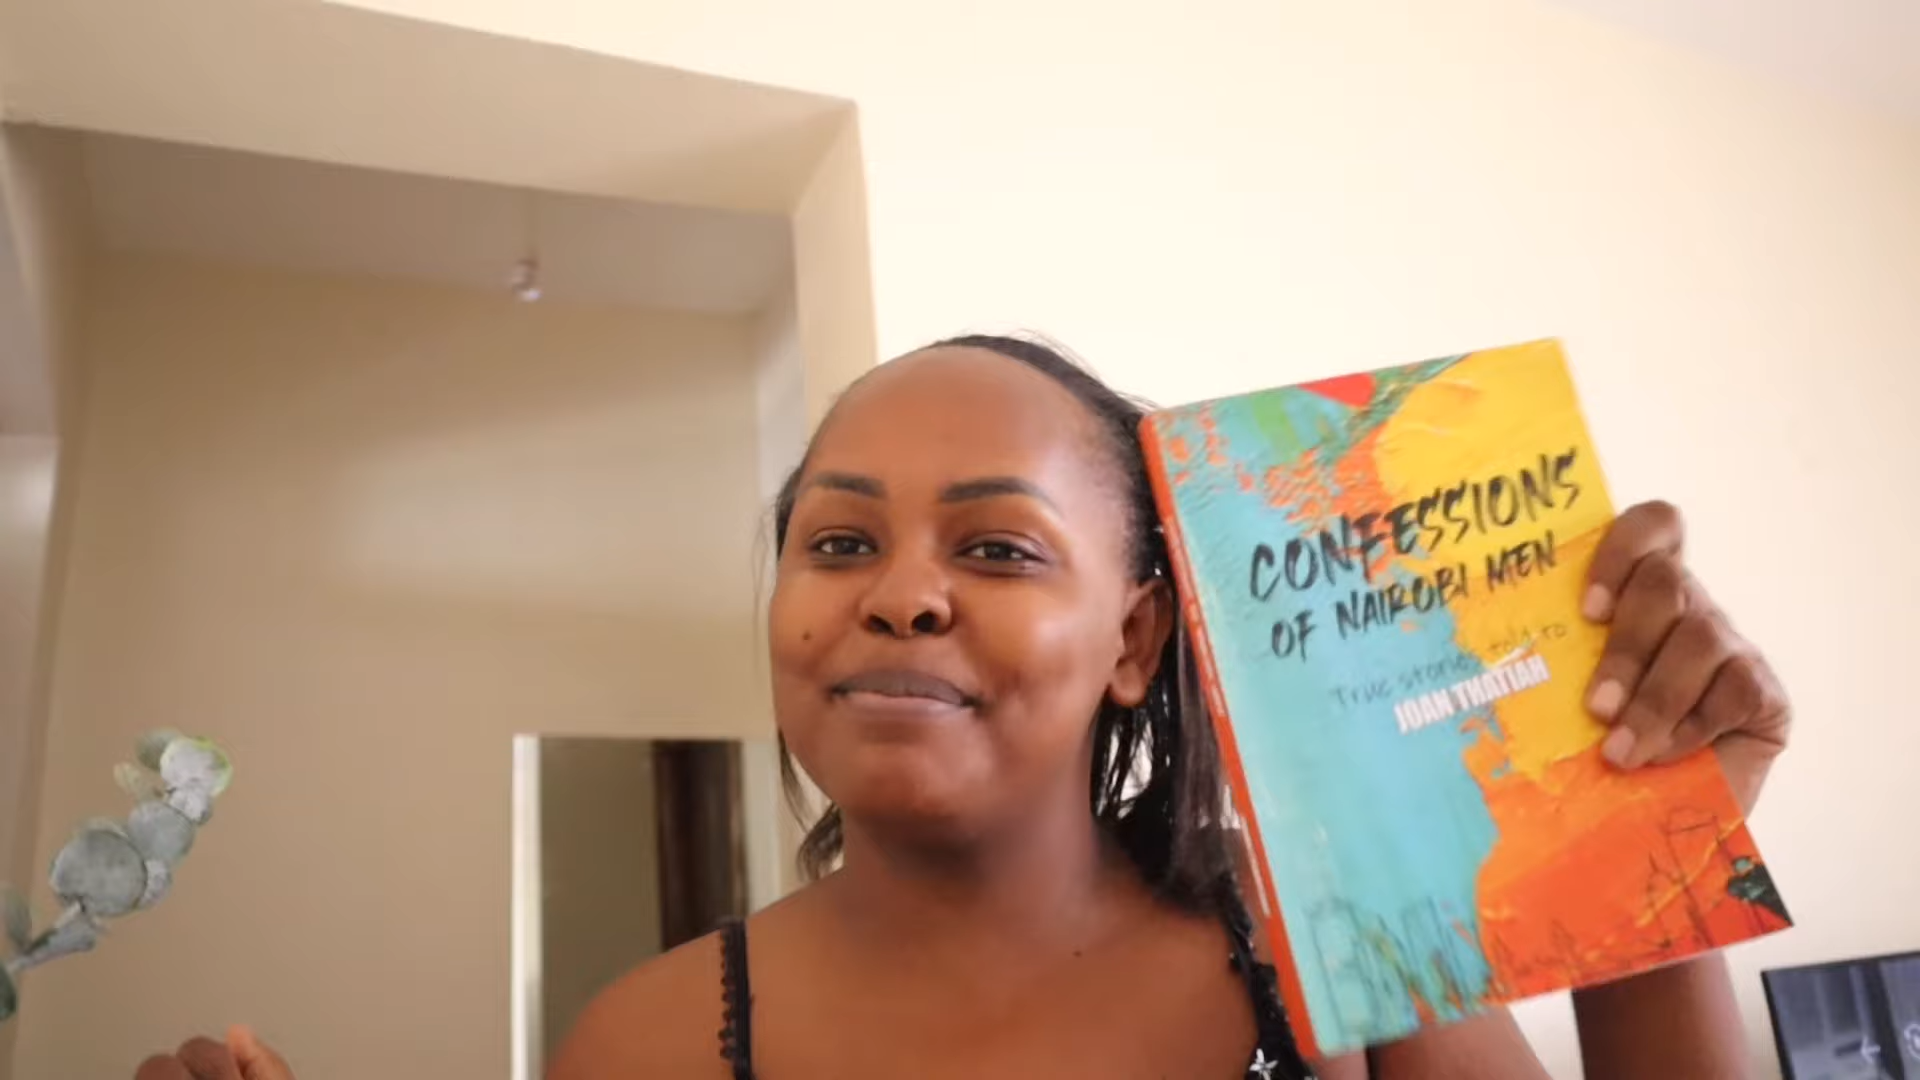 CONFESSIONS
OF NAIROBI MEN
True stories told to
JOAN THATIAH